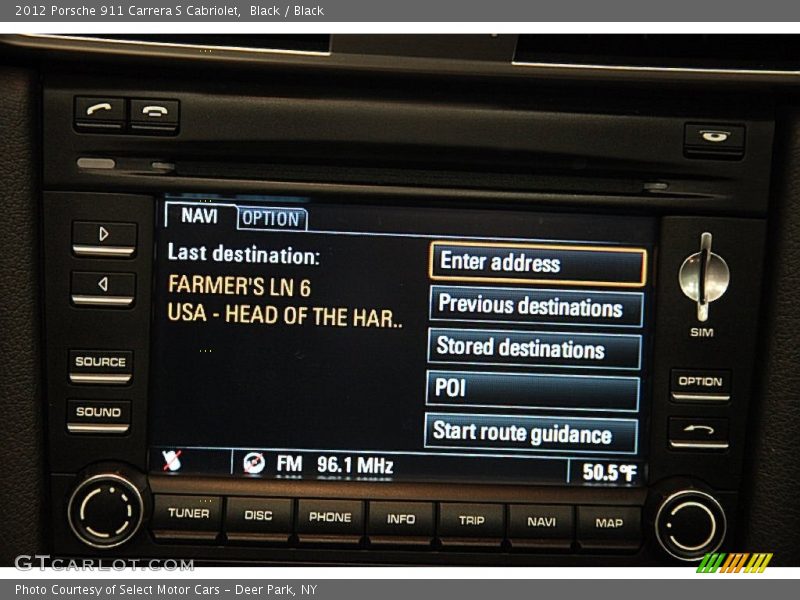 2012 Porsche 911 Carrera S Cabriolet, Black / Black
NAVI OPTION
Last destination:
FARMER'S LN 6
USA - HEAD OF THE HAR..
Enter address
Previous destinations
Stored destinations
POI
Start route guidance
FM 96.1 MHz
50.5°F
SOURCE
SOUND
SIM
OPTION
TUNER DISC PHONE INFO TRIP NAVI MAP
GTCARLOT.COM
Photo Courtesy of Select Motor Cars - Deer Park, NY